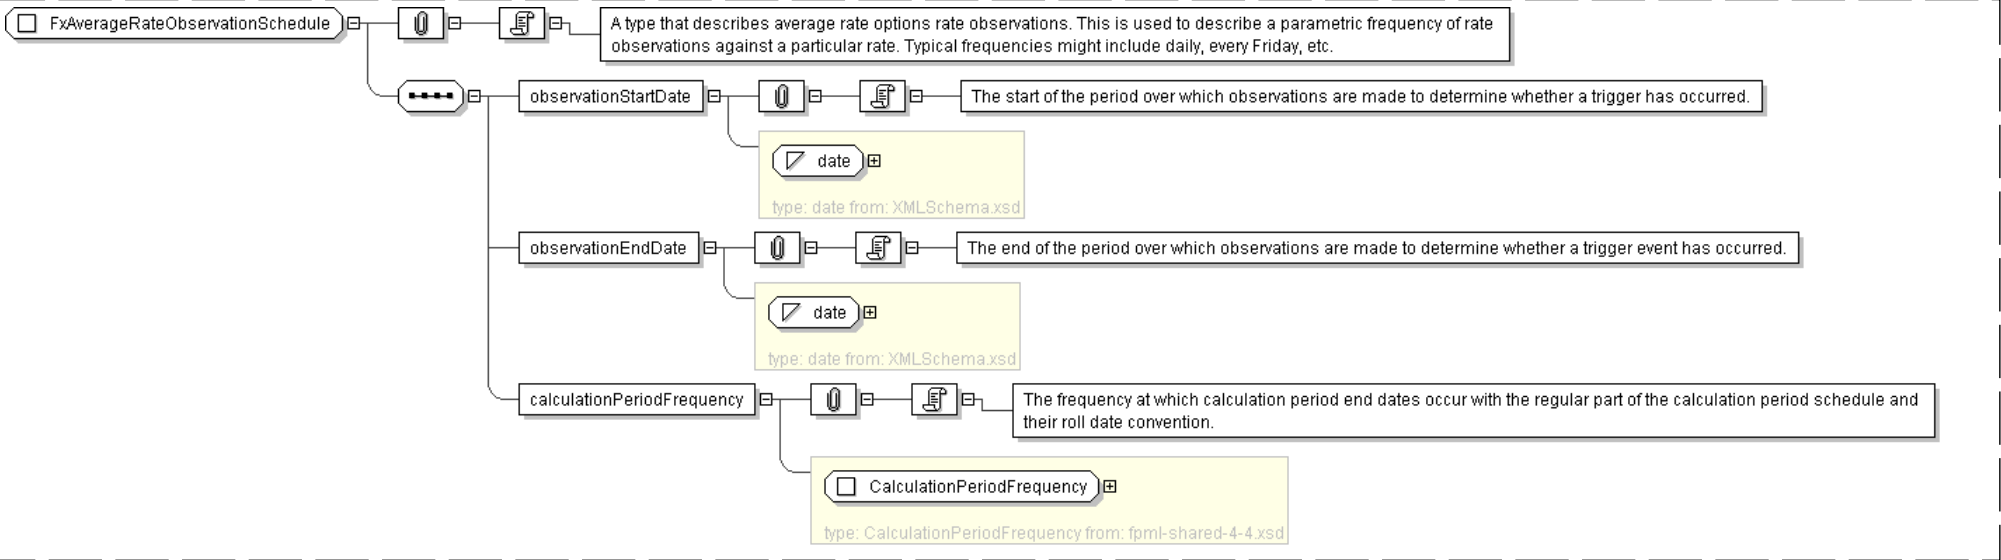 FxAverageRateObservationSchedule
A type that describes average rate options rate observations. This is used to describe a parametric frequency of rate
observations against a particular rate. Typical frequencies might include daily, every Friday, etc.
observationStartDate
The start of the period over which observations are made to determine whether a trigger has occurred.
date
type: date from: XMLSchema.xsd
observationEndDate
The end of the period over which observations are made to determine whether a trigger event has occurred.
date
type: date from: XMLSchema.xsd
calculationPeriodFrequency
The frequency at which calculation period end dates occur with the regular part of the calculation period schedule and
their roll date convention.
CalculationPeriodFrequency
type: CalculationPeriodFrequency from: fpml-shared-4-4.xsd